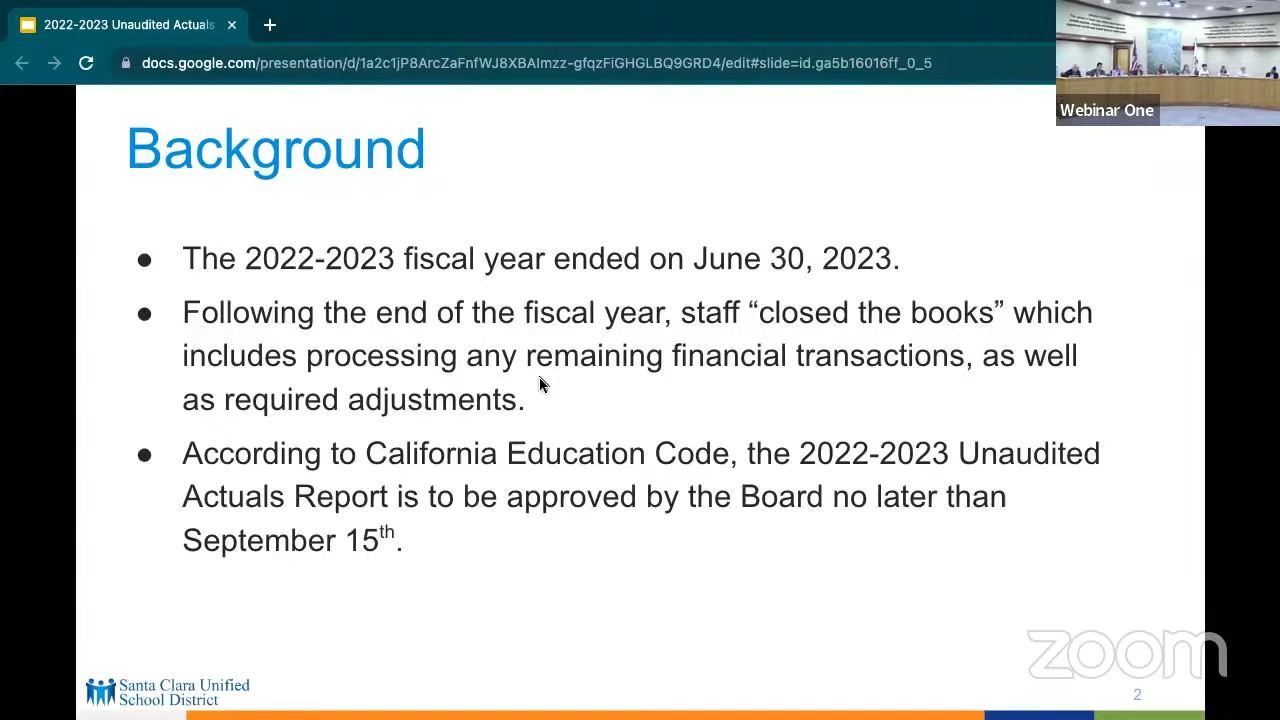 2022-2023 Unaudited Actuals
docs.google.com/presentation/d/1a2c1jP8ArcZaFnfWJ8XBAImzz-gfqzFiGHGLBQ9GRD4/edit#slide=id.ga5b16016ff_0_5
Webinar One
Background
● The 2022-2023 fiscal year ended on June 30, 2023.
● Following the end of the fiscal year, staff “closed the books” which
includes processing any remaining financial transactions, as well
as required adjustments.
● According to California Education Code, the 2022-2023 Unaudited
Actuals Report is to be approved by the Board no later than
September 15th.
zoom
Santa Clara Unified
School District
2